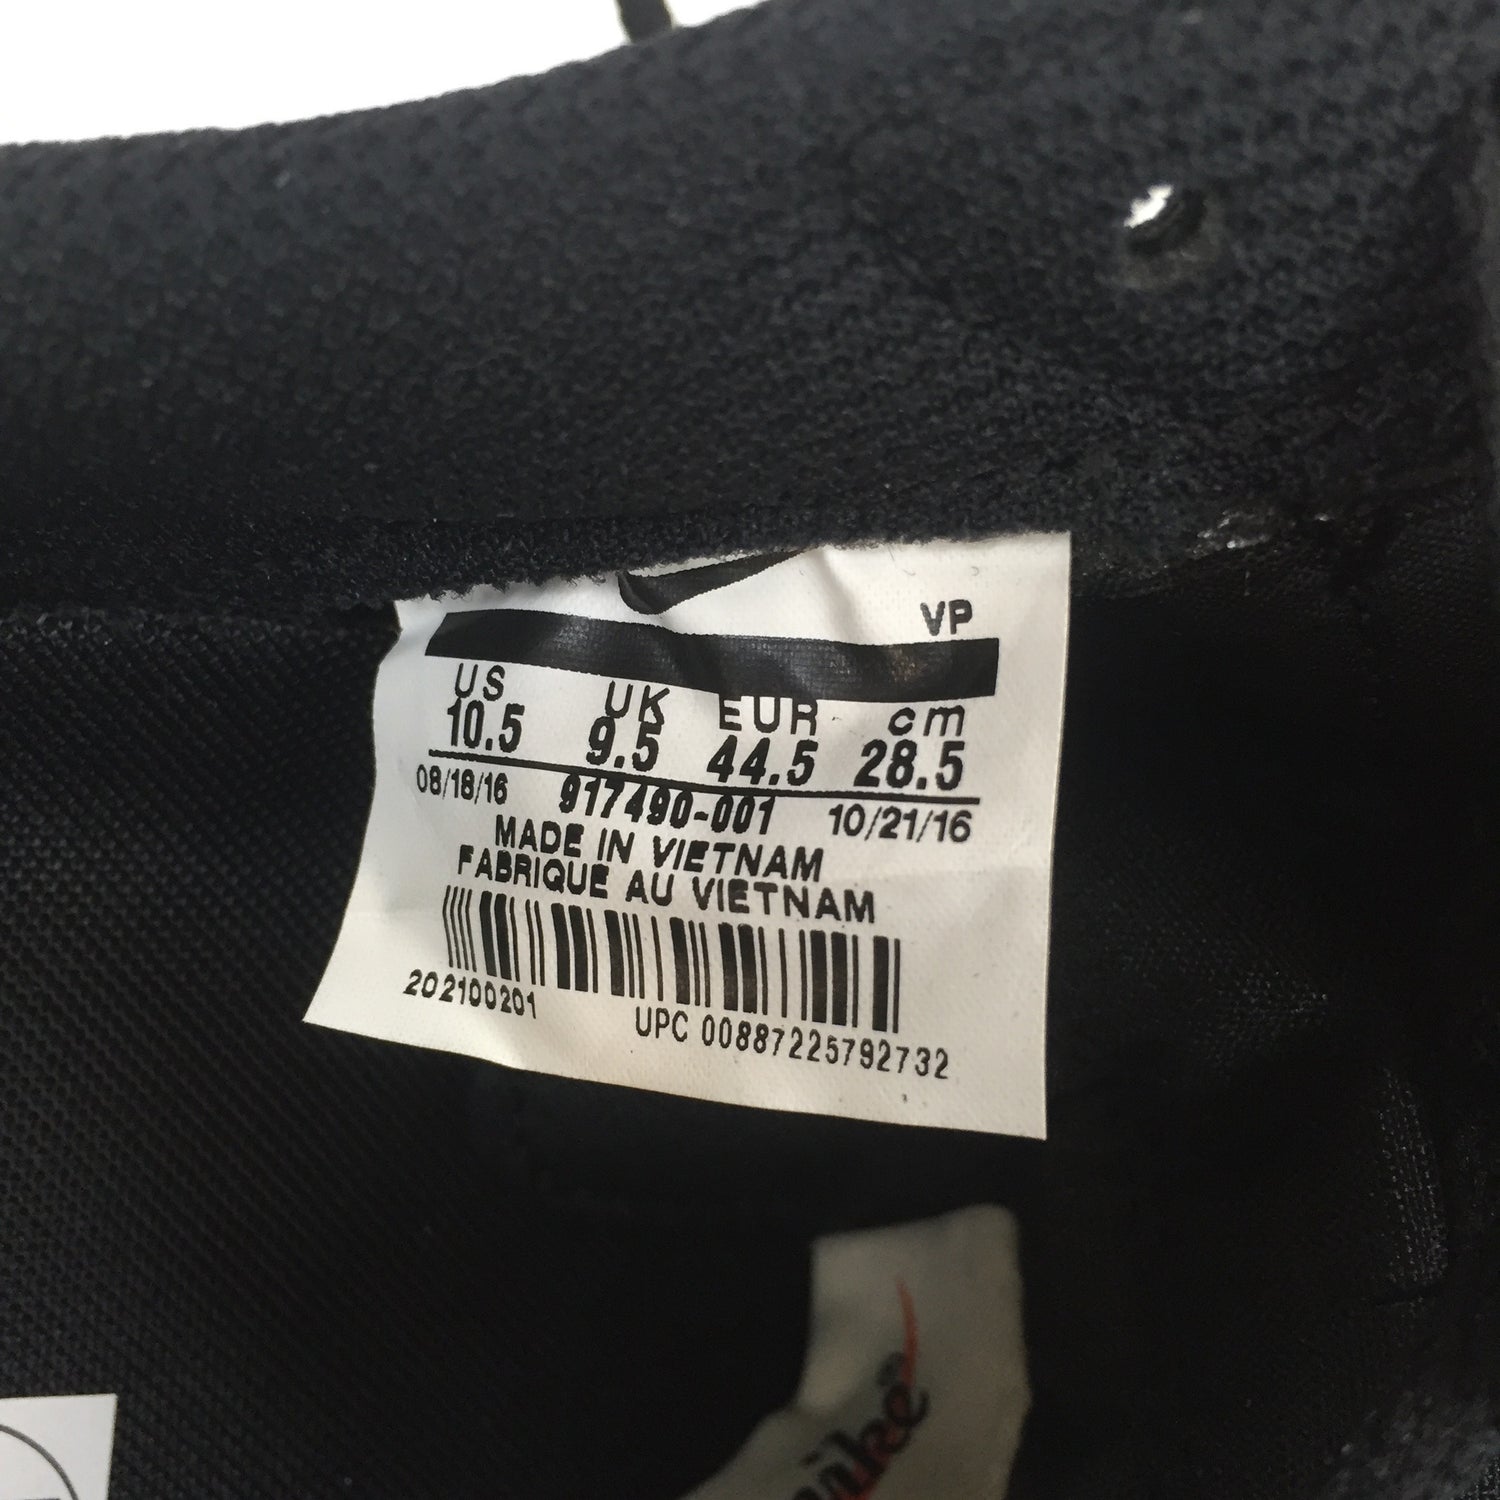 VP
US UK EUR cm
10.5 9.5 44.5 28.5
08/18/16 917490-001 10/21/16
MADE IN VIETNAM
FABRIQUE AU VIETNAM
202100201
UPC 00887225792732
nike